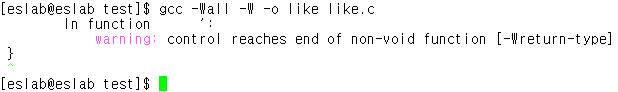 [eslab@eslab test]$ gcc -Wall -W -o like like.c
In function ':
warning: control reaches end of non-void function [-Wreturn-type]
}
^
[eslab@eslab test]$